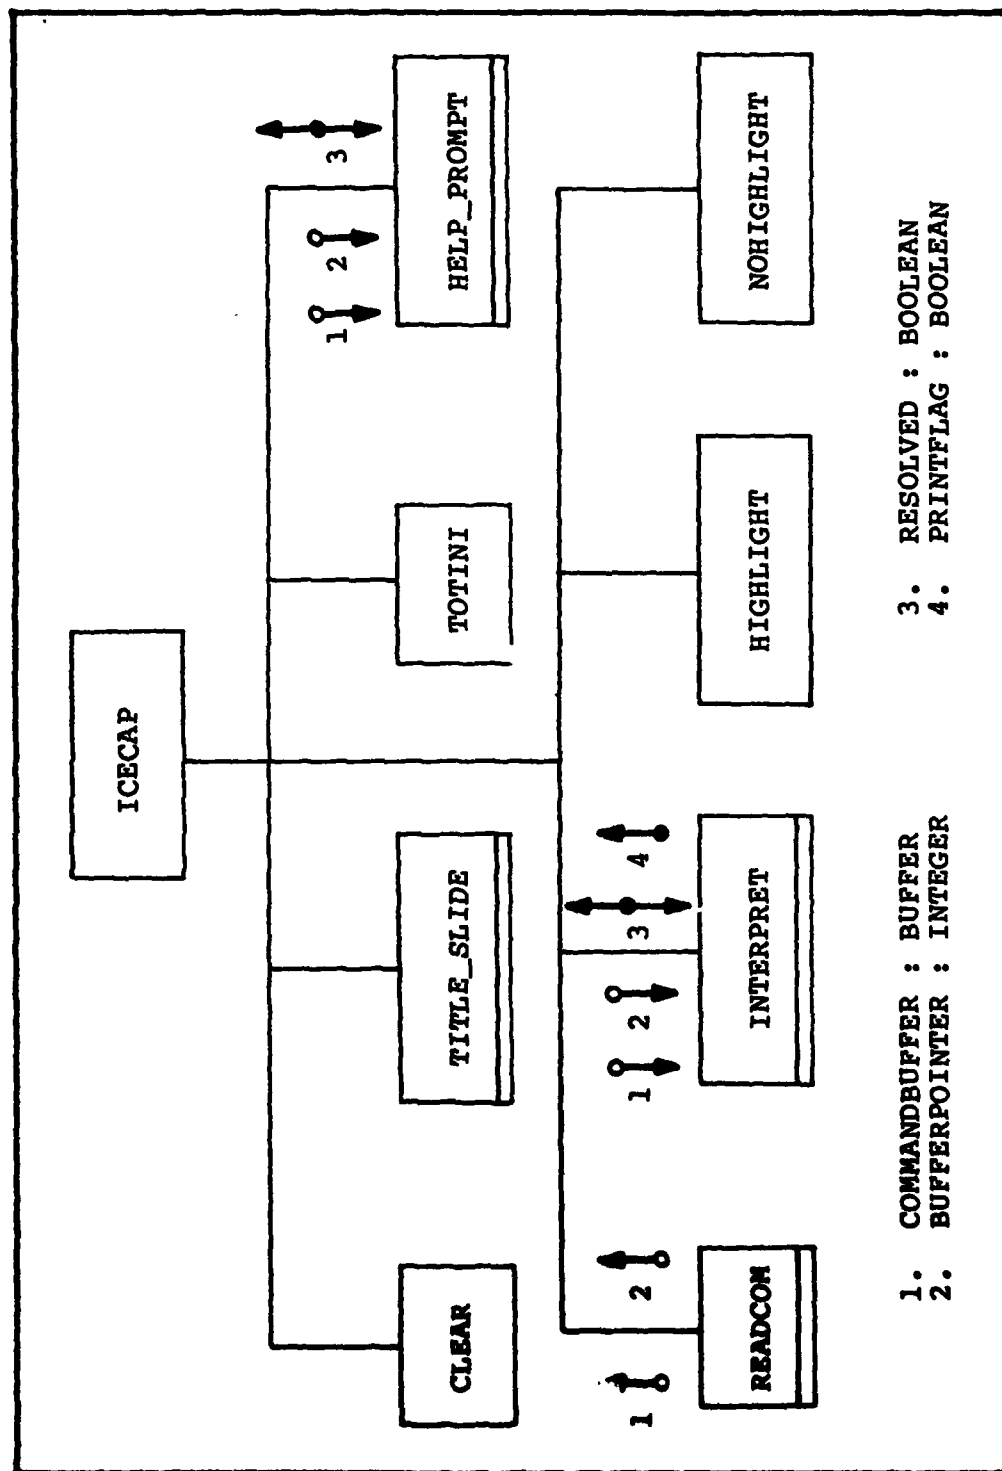 ICECAP
CLEAR
TITLE_SLIDE
TOTINI
HELP_PROMPT
1 2 3
READCOM
1 2
INTERPRET
1 2 3 4
HIGHLIGHT
NOHIGHLIGHT
1. COMMANDBUFFER : BUFFER
2. BUFFERPOINTER : INTEGER
3. RESOLVED : BOOLEAN
4. PRINTFLAG : BOOLEAN